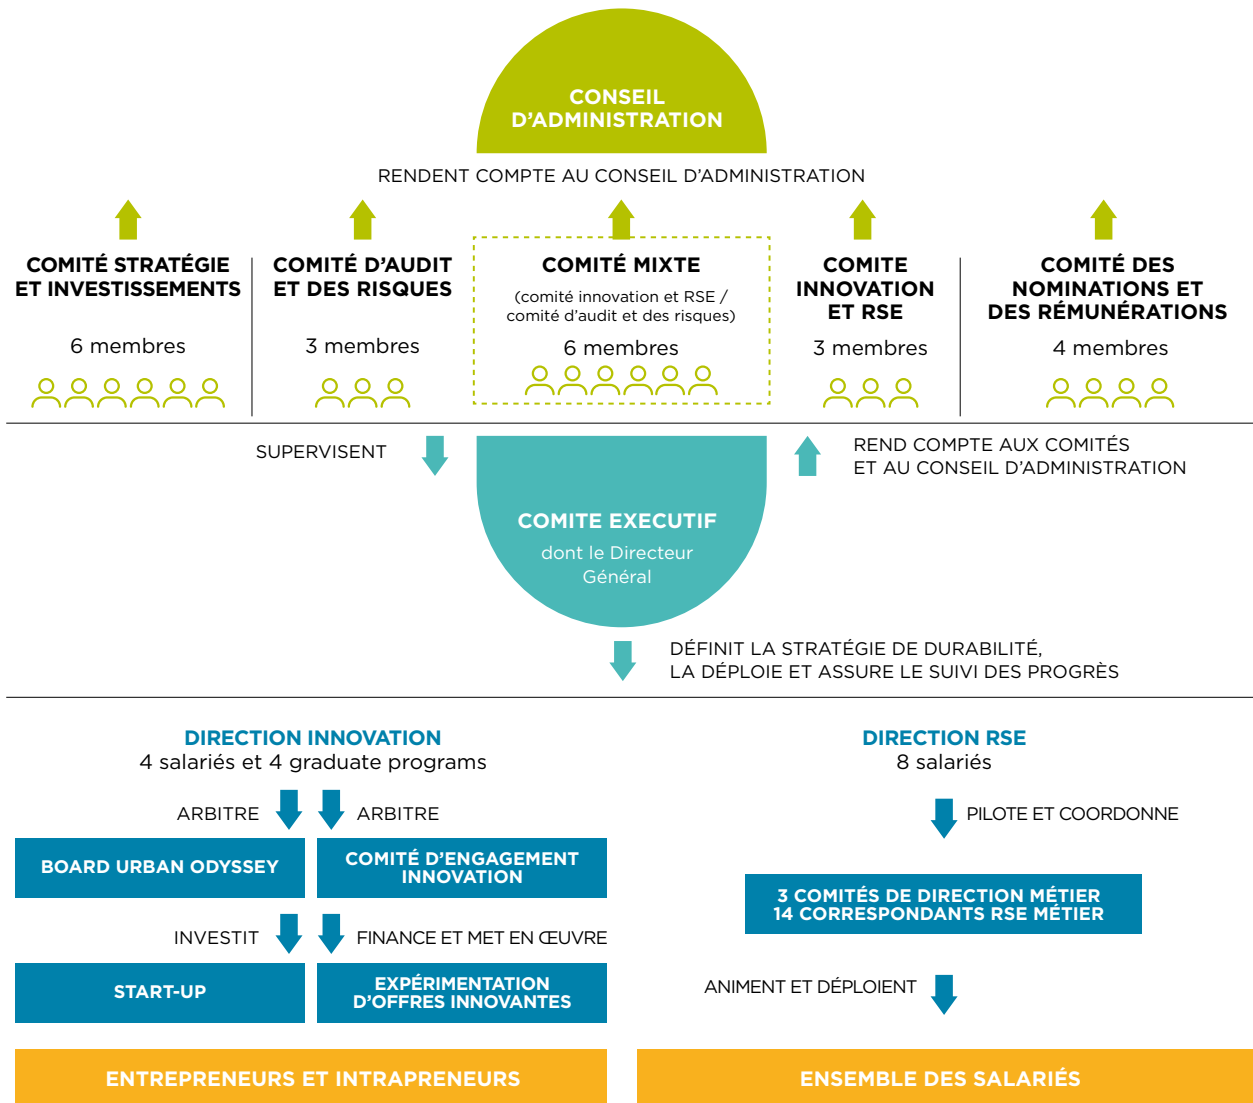 CONSEIL
D'ADMINISTRATION
RENDENT COMPTE AU CONSEIL D'ADMINISTRATION
COMITÉ STRATÉGIE
ET INVESTISSEMENTS
6 membres
COMITÉ D'AUDIT
ET DES RISQUES
3 membres
COMITÉ MIXTE
(comité innovation et RSE /
comité d'audit et des risques)
6 membres
COMITE
INNOVATION
ET RSE
3 membres
COMITÉ DES
NOMINATIONS ET
DES RÉMUNÉRATIONS
4 membres
SUPERVISENT
REND COMPTE AUX COMITÉS
ET AU CONSEIL D'ADMINISTRATION
COMITE EXECUTIF
dont le Directeur
Général
DÉFINIT LA STRATÉGIE DE DURABILITÉ,
LA DÉPLOIE ET ASSURE LE SUIVI DES PROGRÈS
DIRECTION INNOVATION
4 salariés et 4 graduate programs
ARBITRE
ARBITRE
BOARD URBAN ODYSSEY
COMITÉ D'ENGAGEMENT
INNOVATION
INVESTIT
FINANCE ET MET EN ŒUVRE
START-UP
EXPÉRIMENTATION
D'OFFRES INNOVANTES
ENTREPRENEURS ET INTRAPRENEURS
DIRECTION RSE
8 salariés
PILOTE ET COORDONNE
3 COMITÉS DE DIRECTION MÉTIER
14 CORRESPONDANTS RSE MÉTIER
ANIMENT ET DÉPLOIENT
ENSEMBLE DES SALARIÉS